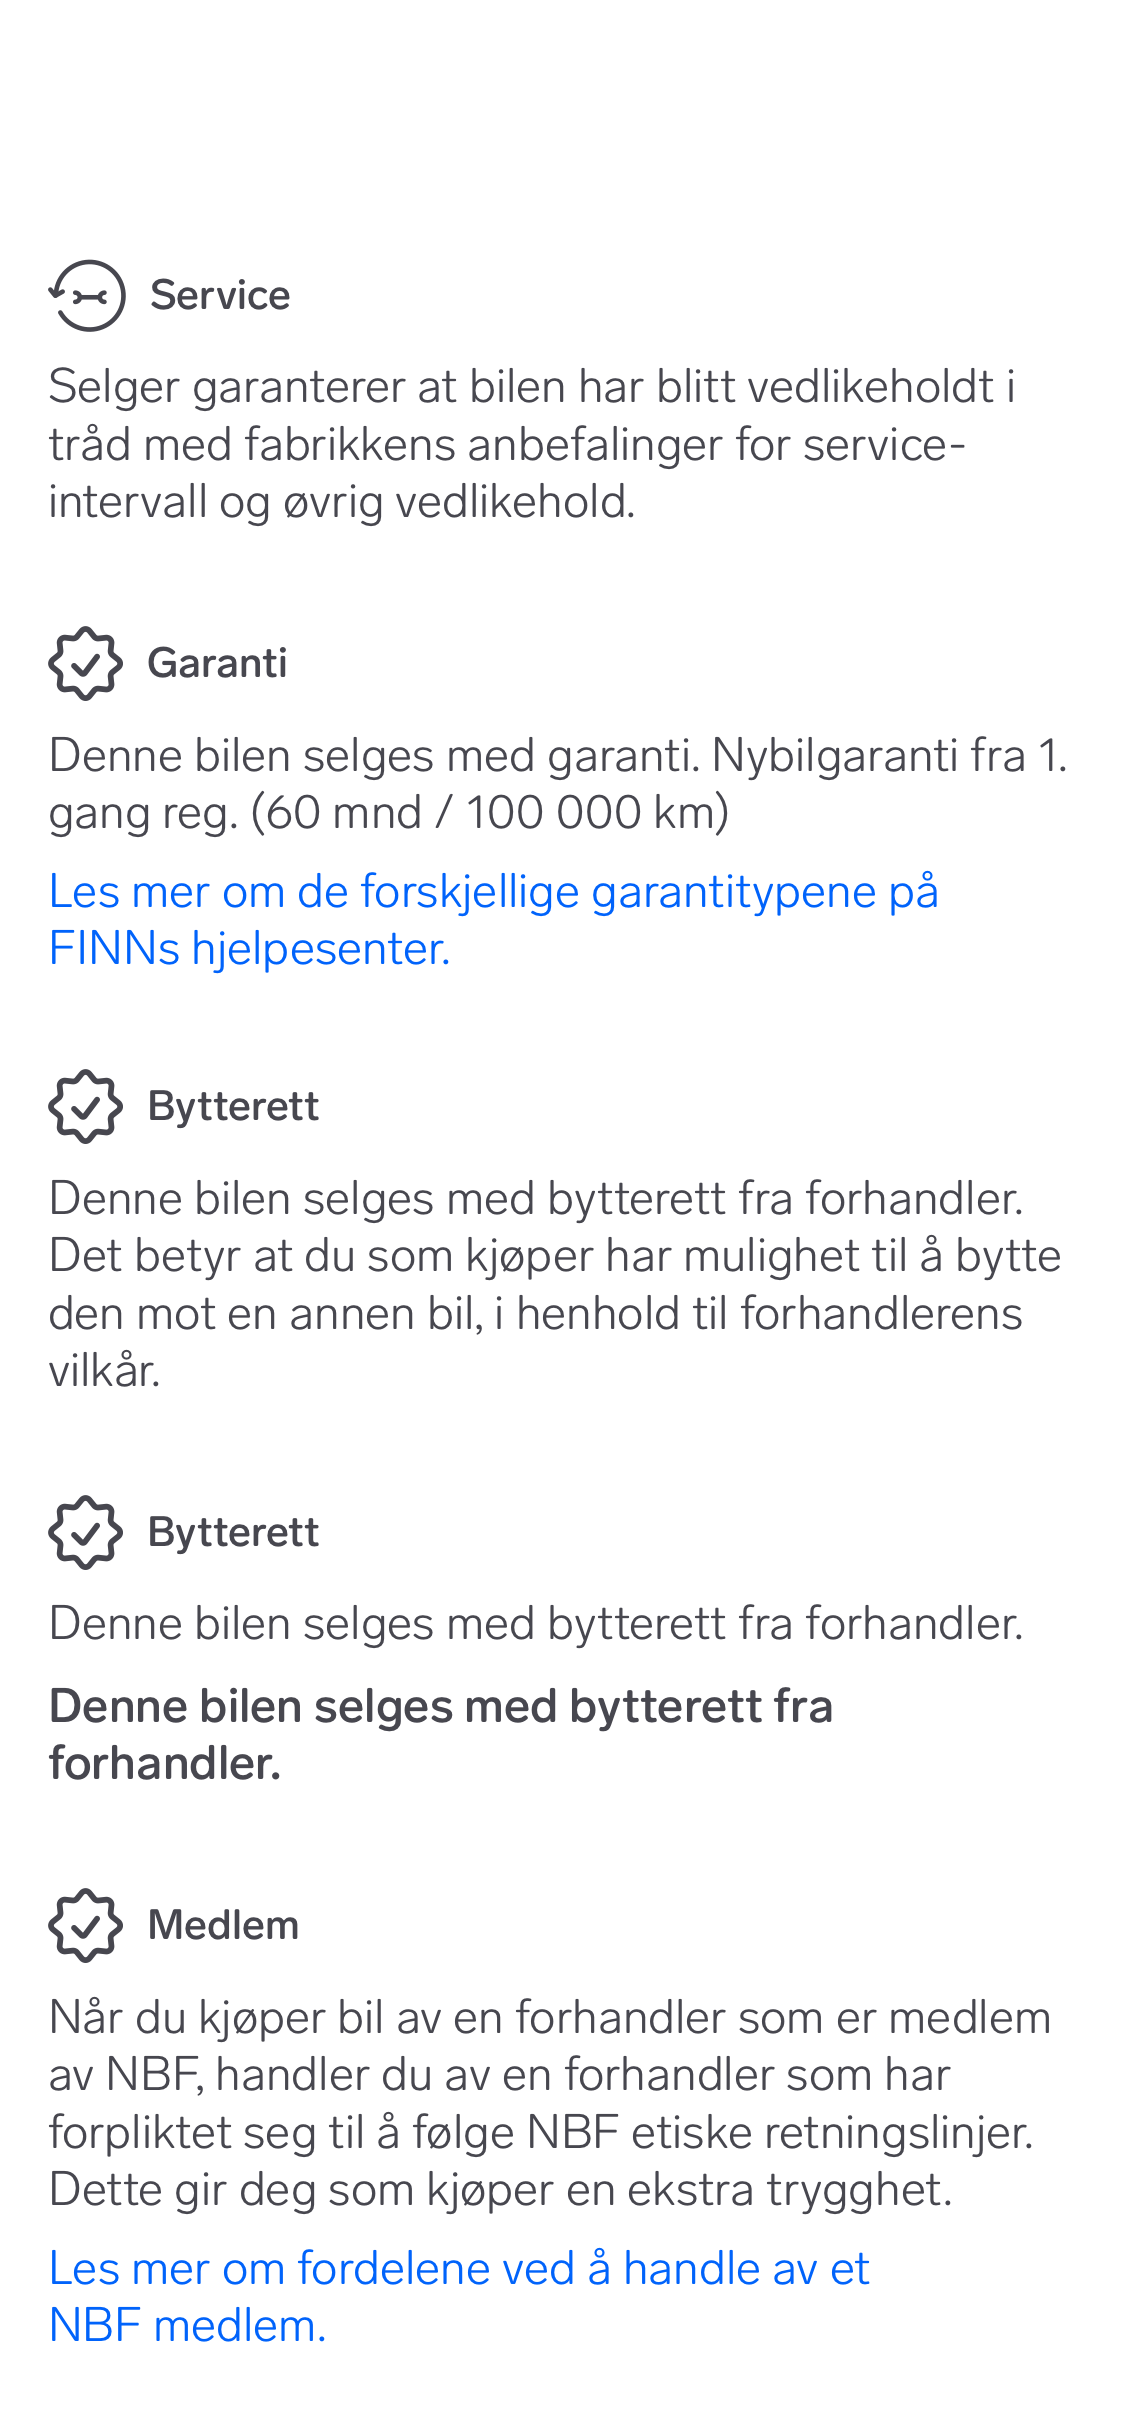 Service
Selger garanterer at bilen har blitt vedlikeholdt i
tråd med fabrikkens anbefalinger for service-
intervall og øvrig vedlikehold.
Garanti
Denne bilen selges med garanti. Nybilgaranti fra 1.
gang reg. (60 mnd / 100 000 km)
Les mer om de forskjellige garantitypene på
FINNs hjelpesenter.
Bytterett
Denne bilen selges med bytterett fra forhandler.
Det betyr at du som kjøper har mulighet til å bytte
den mot en annen bil, i henhold til forhandlerens
vilkår.
Bytterett
Denne bilen selges med bytterett fra forhandler.
Denne bilen selges med bytterett fra
forhandler.
Medlem
Når du kjøper bil av en forhandler som er medlem
av NBF, handler du av en forhandler som har
forpliktet seg til å følge NBF etiske retningslinjer.
Dette gir deg som kjøper en ekstra trygghet.
Les mer om fordelene ved å handle av et
NBF medlem.